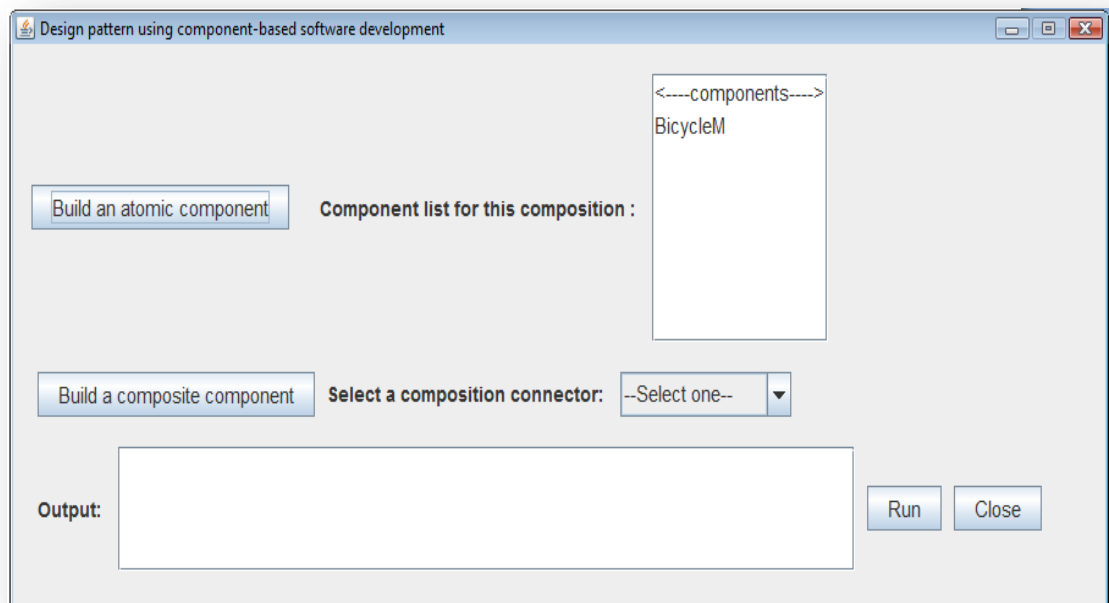 Design pattern using component-based software development
<----components---->
BicycleM
Build an atomic component
Component list for this composition :
Build a composite component
Select a composition connector:
--Select one--
Output:
Run
Close